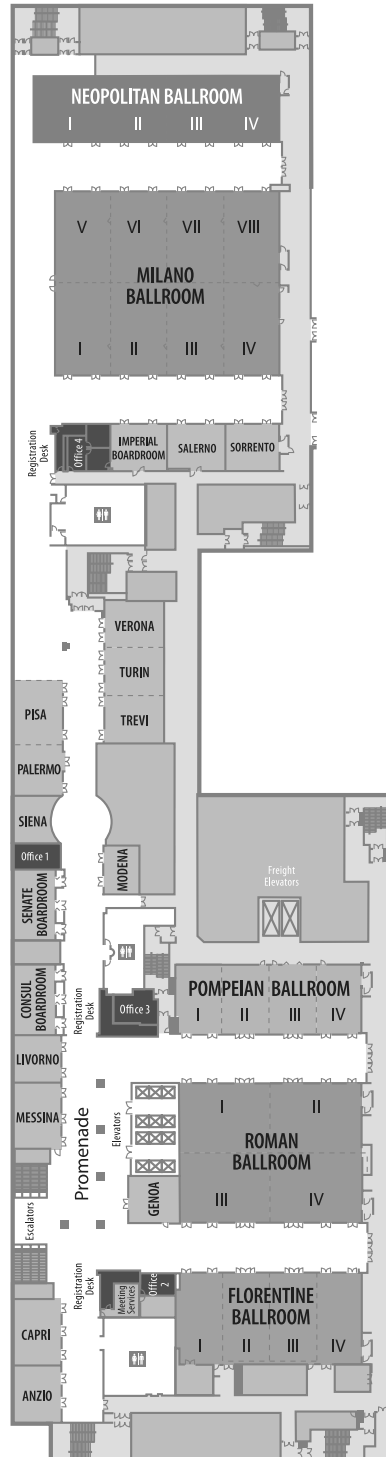 NEOPOLITAN BALLROOM
I II III IV
V VI VII VIII
MILANO
BALLROOM
I II III IV
Registration
Desk
Office 4
IMPERIAL
BOARDROOM
SALERNO
SORRENTO
VERONA
TURIN
TREVI
PISA
PALERMO
SIENA
Office 1
MODENA
SENATE
BOARDROOM
Freight
Elevators
CONSUL
BOARDROOM
Registration
Desk
Office 3
POMPEIAN BALLROOM
I II III IV
LIVORNO
MESSINA
Promenade
Elevators
I II
ROMAN
BALLROOM
III IV
GENOA
Escalators
Registration
Desk
Meeting
Services
Office
2
FLORENTINE
BALLROOM
I II III IV
CAPRI
ANZIO